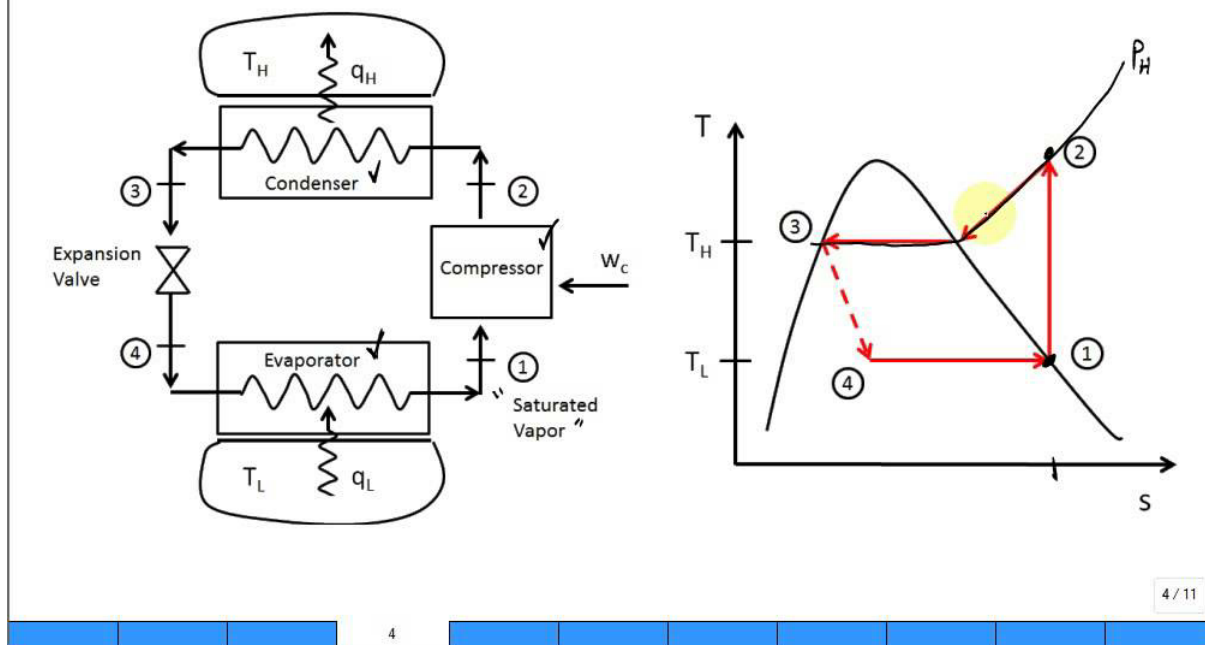 T_H
q_H
Condenser
3
2
Expansion
Valve
Compressor
W_c
4
Evaporator
1
" Saturated
Vapor "
T_L
q_L
P_H
T
2
3
T_H
T_L
1
4
S
4 / 11
4